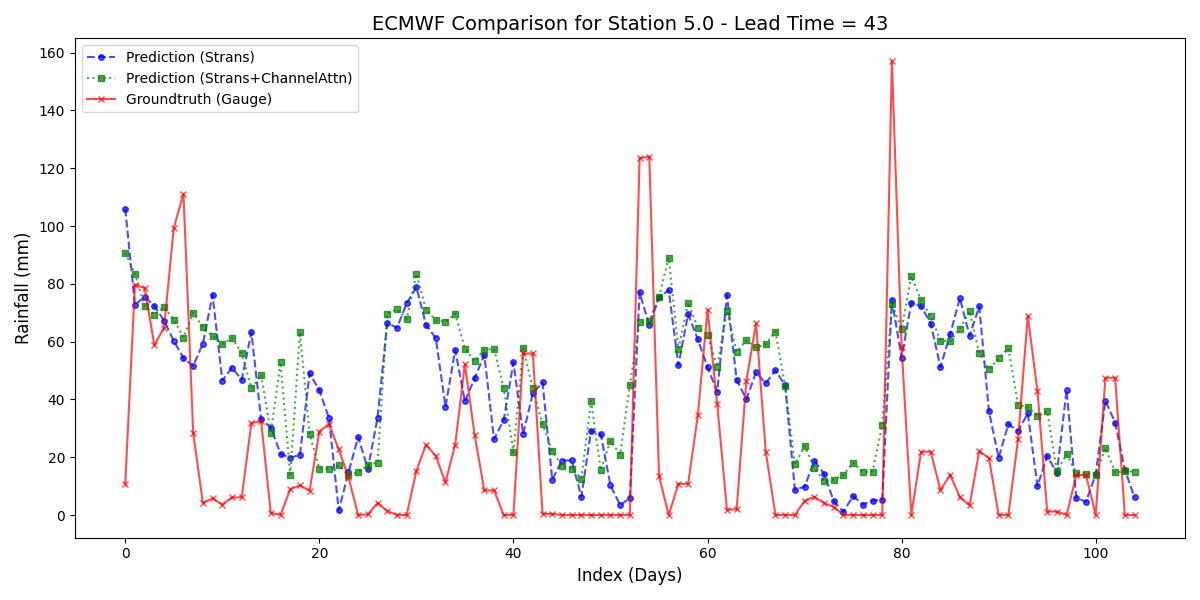 ECMWF Comparison for Station 5.0 - Lead Time = 43
Prediction (Strans)
Prediction (Strans+ChannelAttn)
Groundtruth (Gauge)
Rainfall (mm)
160
140
120
100
80
60
40
20
0
0 20 40 60 80 100
Index (Days)